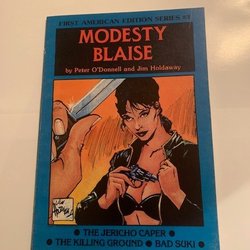 FIRST AMERICAN EDITION SERIES #3
MODESTY
BLAISE
by Peter O'Donnell and Jim Holdaway
• THE JERICHO CAPER •
• THE KILLING GROUND • BAD SUKI •